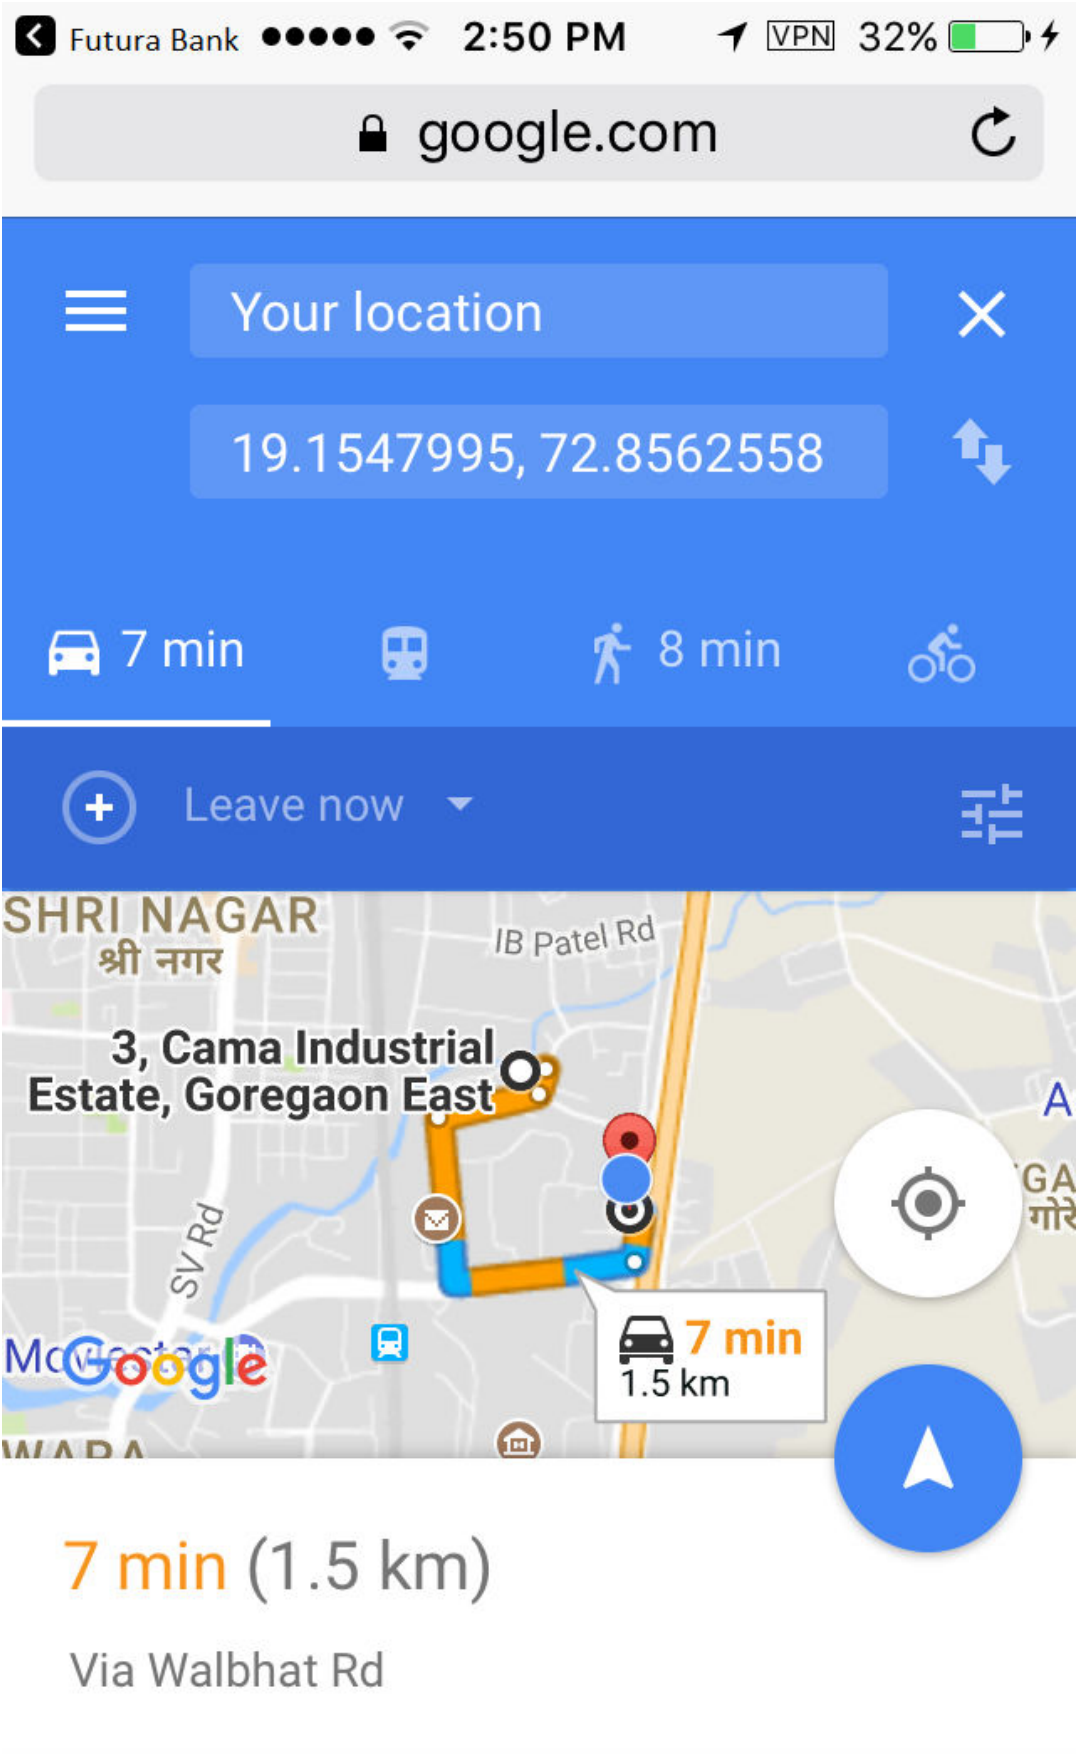 Futura Bank 2:50 PM VPN 32%
google.com
Your location
19.1547995, 72.8562558
7 min 8 min
Leave now
SHRI NAGAR
श्री नगर
IB Patel Rd
3, Cama Industrial
Estate, Goregaon East
A
GA
गोरे
SV Rd
7 min
1.5 km
Google
WARA
7 min (1.5 km)
Via Walbhat Rd